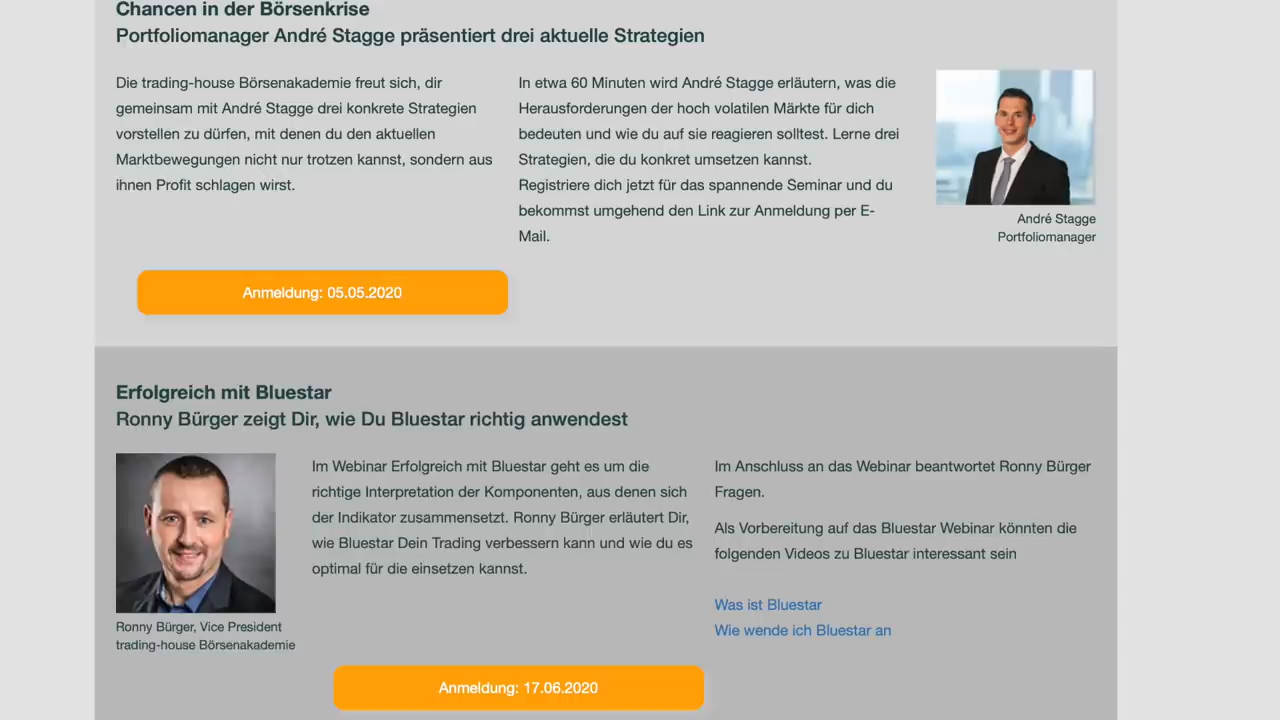 Chancen in der Börsenkrise
Portfoliomanager André Stagge präsentiert drei aktuelle Strategien
Die trading-house Börsenakademie freut sich, dir
gemeinsam mit André Stagge drei konkrete Strategien
vorstellen zu dürfen, mit denen du den aktuellen
Marktbewegungen nicht nur trotzen kannst, sondern aus
ihnen Profit schlagen wirst.
In etwa 60 Minuten wird André Stagge erläutern, was die
Herausforderungen der hoch volatilen Märkte für dich
bedeuten und wie du auf sie reagieren solltest. Lerne drei
Strategien, die du konkret umsetzen kannst.
Registriere dich jetzt für das spannende Seminar und du
bekommst umgehend den Link zur Anmeldung per E-
Mail.
André Stagge
Portfoliomanager
Anmeldung: 05.05.2020
Erfolgreich mit Bluestar
Ronny Bürger zeigt Dir, wie Du Bluestar richtig anwendest
Ronny Bürger, Vice President
trading-house Börsenakademie
Im Webinar Erfolgreich mit Bluestar geht es um die
richtige Interpretation der Komponenten, aus denen sich
der Indikator zusammensetzt. Ronny Bürger erläutert Dir,
wie Bluestar Dein Trading verbessern kann und wie du es
optimal für die einsetzen kannst.
Im Anschluss an das Webinar beantwortet Ronny Bürger
Fragen.
Als Vorbereitung auf das Bluestar Webinar könnten die
folgenden Videos zu Bluestar interessant sein
Was ist Bluestar
Wie wende ich Bluestar an
Anmeldung: 17.06.2020